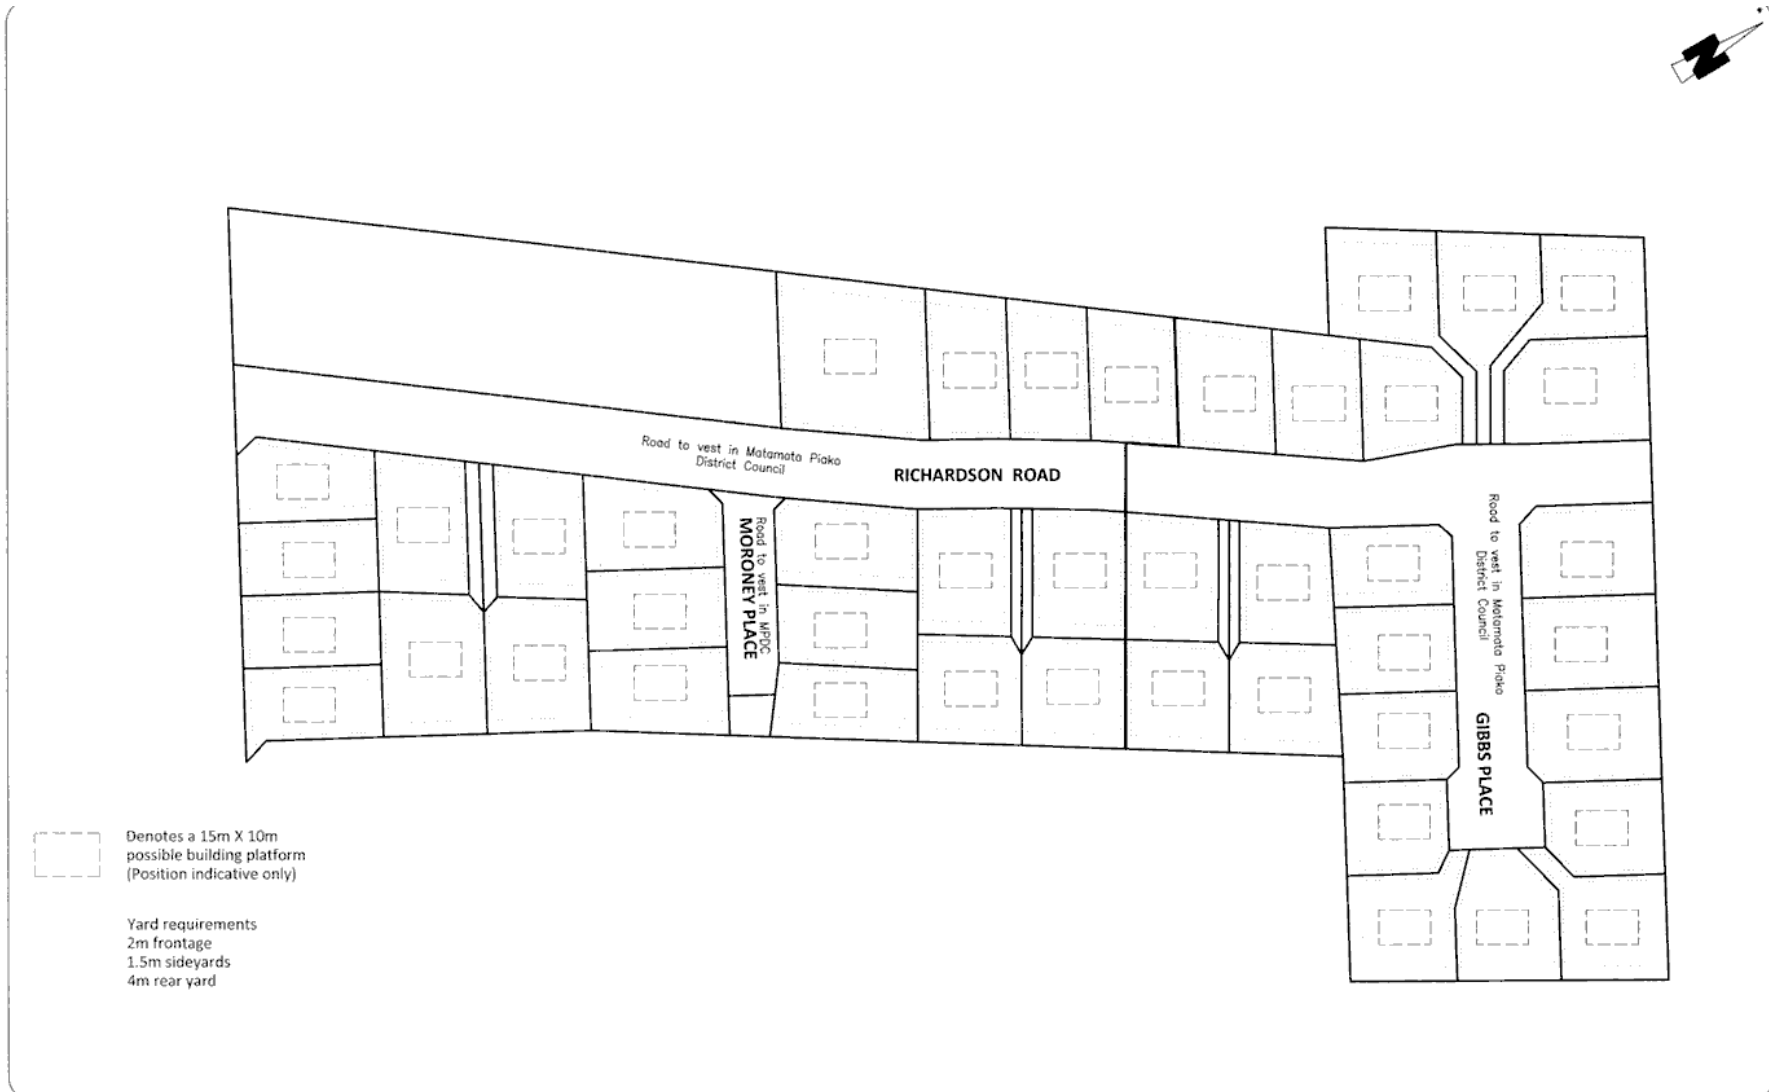 N
Road to vest in Matamata Piako
District Council
RICHARDSON ROAD
Road to vest in MPDC
MORONEY PLACE
Road to vest in Matamata Piako
District Council
GIBBS PLACE
Denotes a 15m X 10m
possible building platform
(Position indicative only)
Yard requirements
2m frontage
1.5m sideyards
4m rear yard